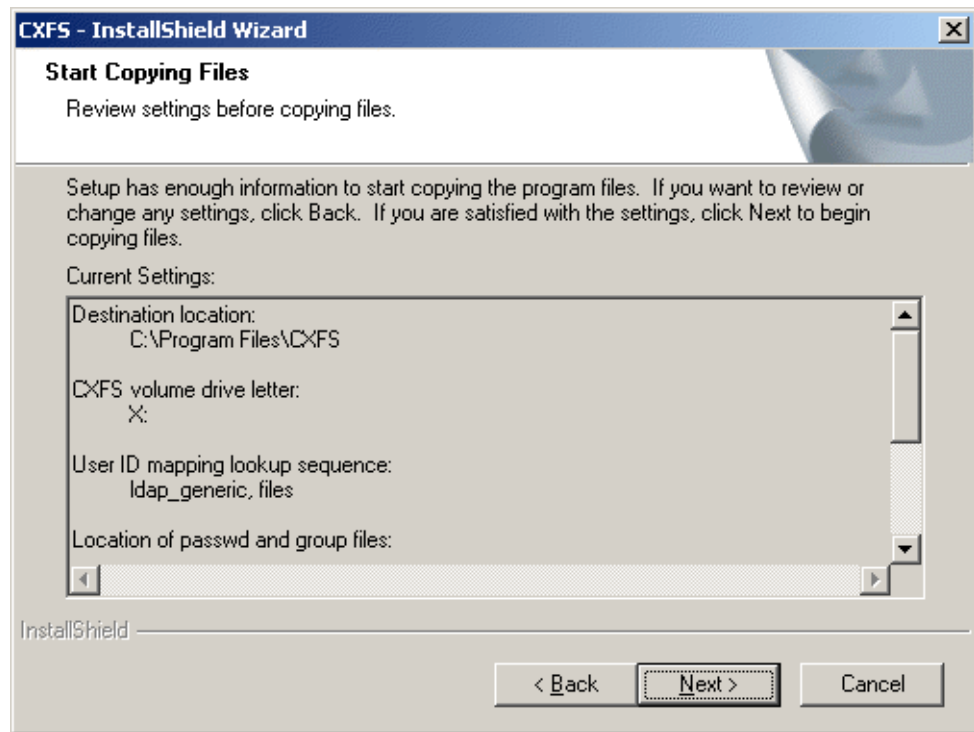 CXFS - InstallShield Wizard
Start Copying Files
Review settings before copying files.
Setup has enough information to start copying the program files.  If you want to review or
change any settings, click Back.  If you are satisfied with the settings, click Next to begin
copying files.
Current Settings:
Destination location:
C:\Program Files\CXFS
CXFS volume drive letter:
X:
User ID mapping lookup sequence:
ldap_generic, files
Location of passwd and group files:
InstallShield
< Back
Next >
Cancel